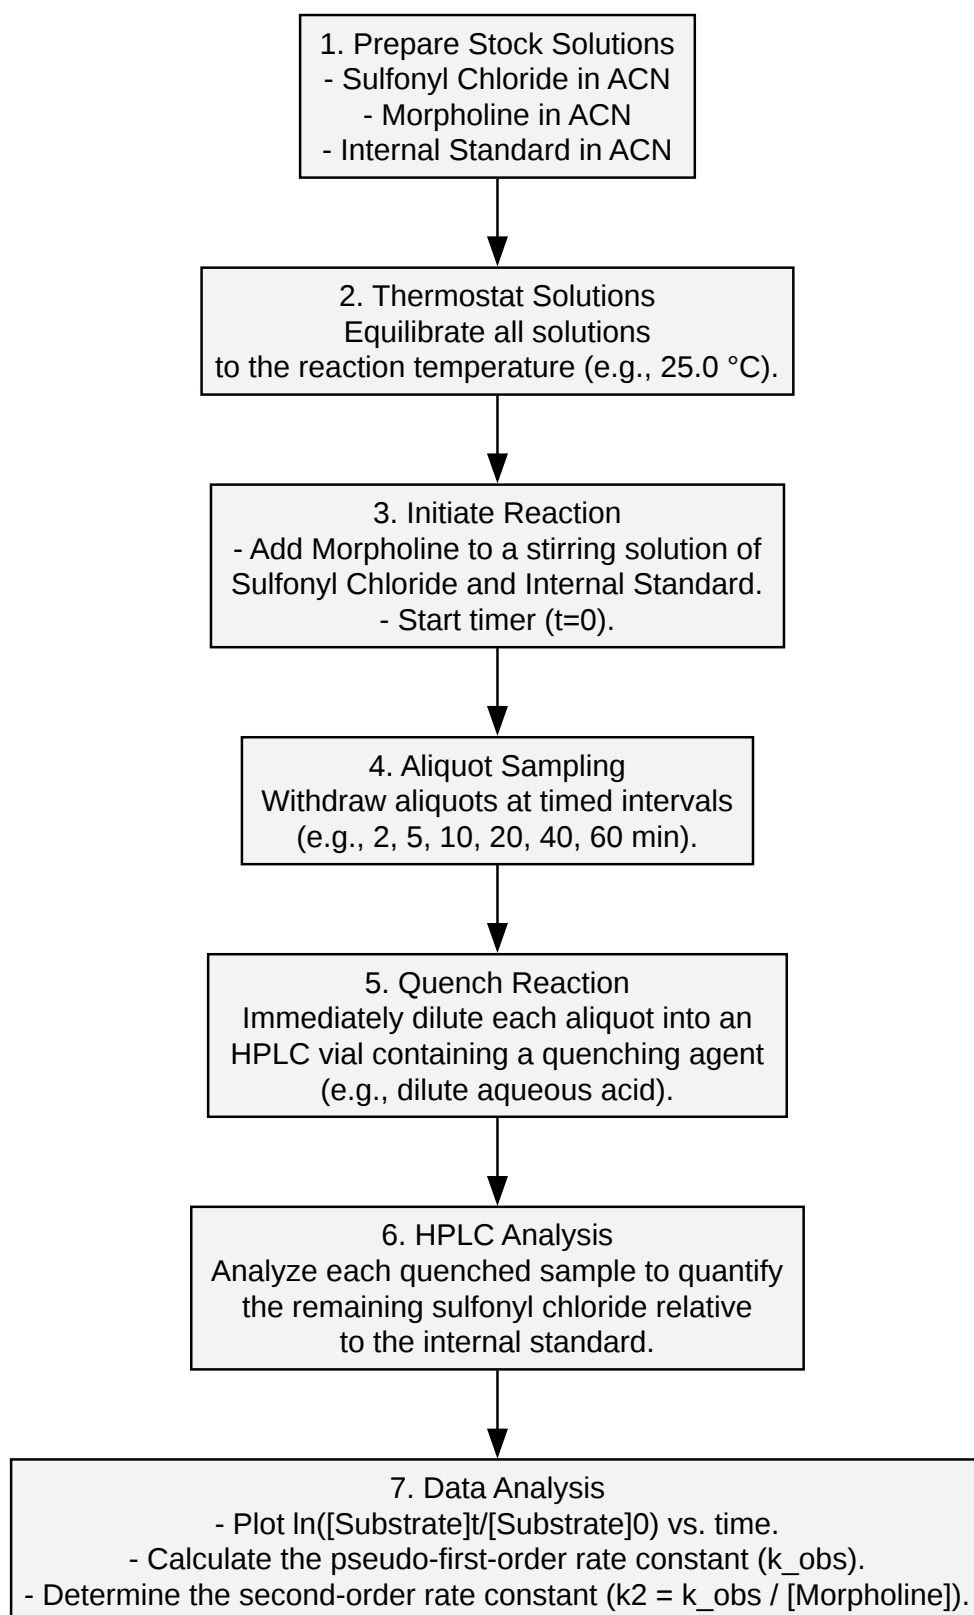 1. Prepare Stock Solutions
- Sulfonyl Chloride in ACN
- Morpholine in ACN
- Internal Standard in ACN
2. Thermostat Solutions
Equilibrate all solutions
to the reaction temperature (e.g., 25.0 °C).
3. Initiate Reaction
- Add Morpholine to a stirring solution of
Sulfonyl Chloride and Internal Standard.
- Start timer (t=0).
4. Aliquot Sampling
Withdraw aliquots at timed intervals
(e.g., 2, 5, 10, 20, 40, 60 min).
5. Quench Reaction
Immediately dilute each aliquot into an
HPLC vial containing a quenching agent
(e.g., dilute aqueous acid).
6. HPLC Analysis
Analyze each quenched sample to quantify
the remaining sulfonyl chloride relative
to the internal standard.
7. Data Analysis
- Plot ln([Substrate]t/[Substrate]0) vs. time.
- Calculate the pseudo-first-order rate constant (k_obs).
- Determine the second-order rate constant (k2 = k_obs / [Morpholine]).